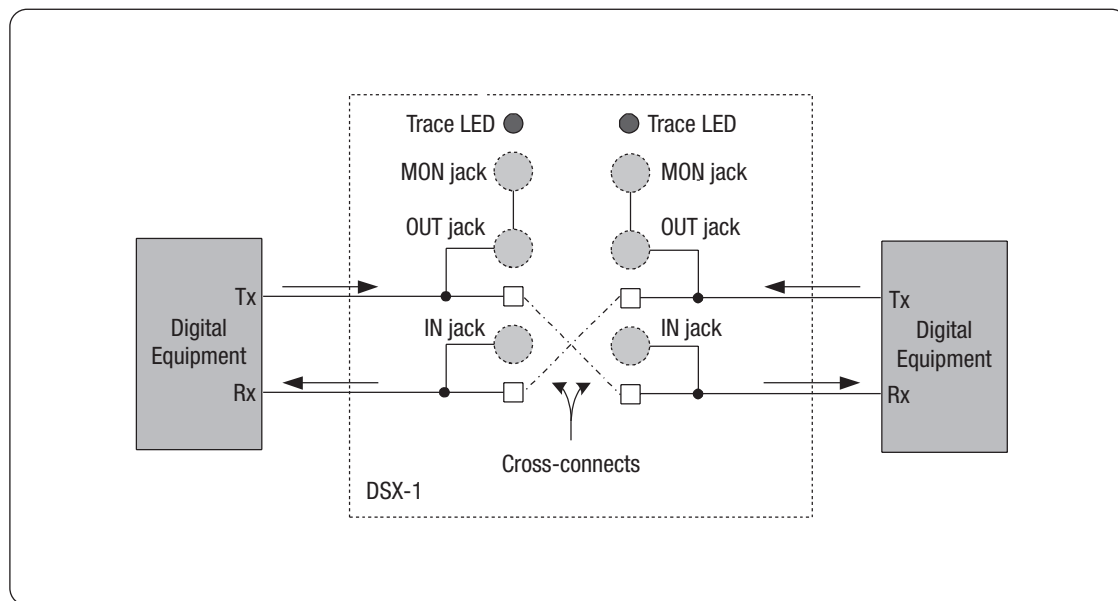 Trace LED
Trace LED
MON jack
MON jack
OUT jack
OUT jack
Tx
Tx
Digital
Equipment
Digital
Equipment
IN jack
IN jack
Rx
Rx
Cross-connects
DSX-1